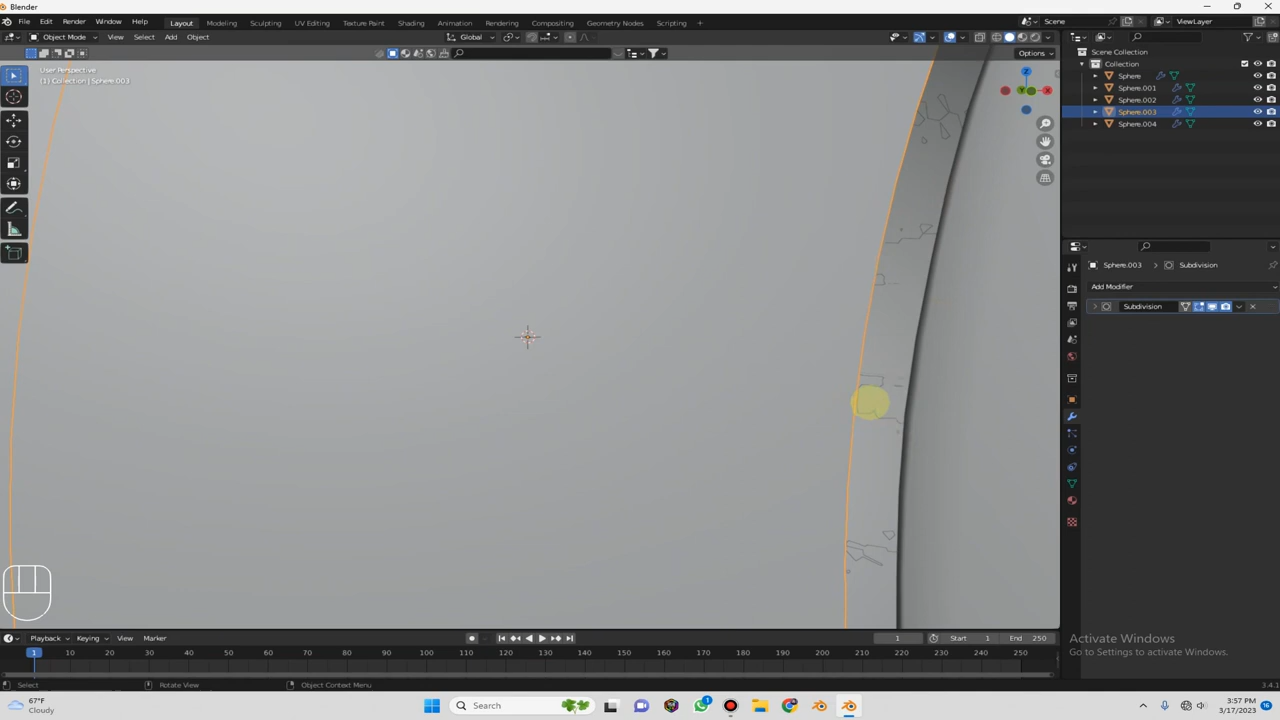 Blender
File Edit Render Window Help Layout Modeling Sculpting UV Editing Texture Paint Shading Animation Rendering Compositing Geometry Nodes Scripting + Scene ViewLayer
Object Mode View Select Add Object Global
Options
User Perspective
(1) Collection | Sphere.003
Z
X
Y
Scene Collection
Collection
Sphere
Sphere.001
Sphere.002
Sphere.003
Sphere.004
Sphere.003 > Subdivision
Add Modifier
Subdivision
Playback Keying View Marker 1 Start 1 End 250
1 10 20 30 40 50 60 70 80 90 100 110 120 130 140 150 160 170 180 190 200 210 220 230 240 250
Select Rotate View Object Context Menu 3.4.1
Activate Windows
Go to Settings to activate Windows.
67°F
Cloudy
Search
1
3:57 PM
3/17/2023